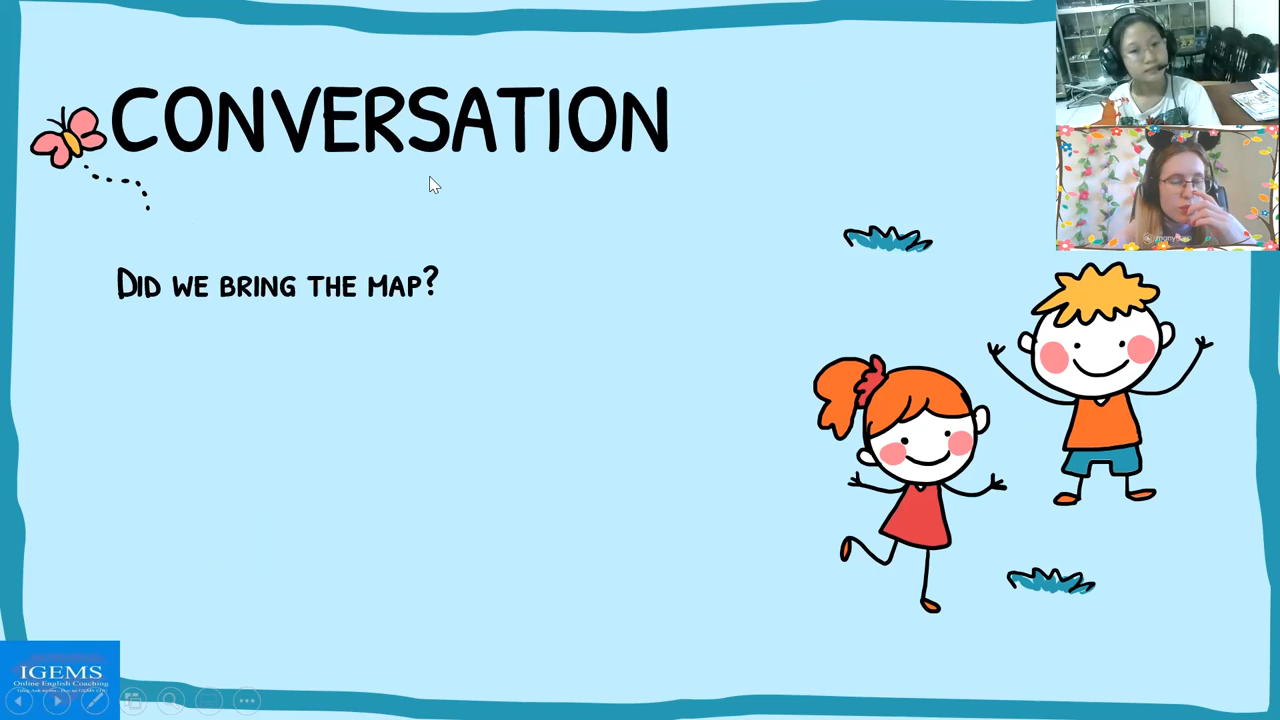 CONVERSATION
DID WE BRING THE MAP?
IGEMS
Online English Coaching